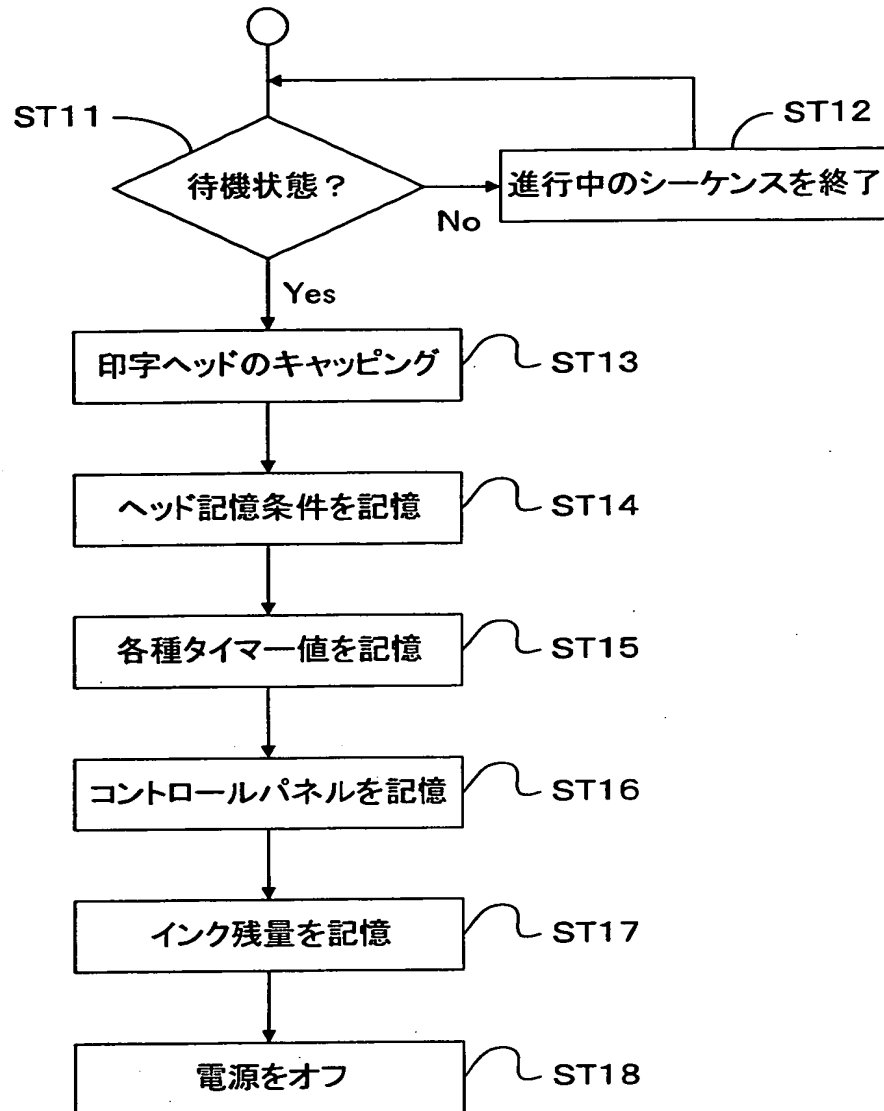 ST11
ST12
待機状態？
進行中のシーケンスを終了
No
Yes
印字ヘッドのキャッピング
ST13
ヘッド記憶条件を記憶
ST14
各種タイマー値を記憶
ST15
コントロールパネルを記憶
ST16
インク残量を記憶
ST17
電源をオフ
ST18